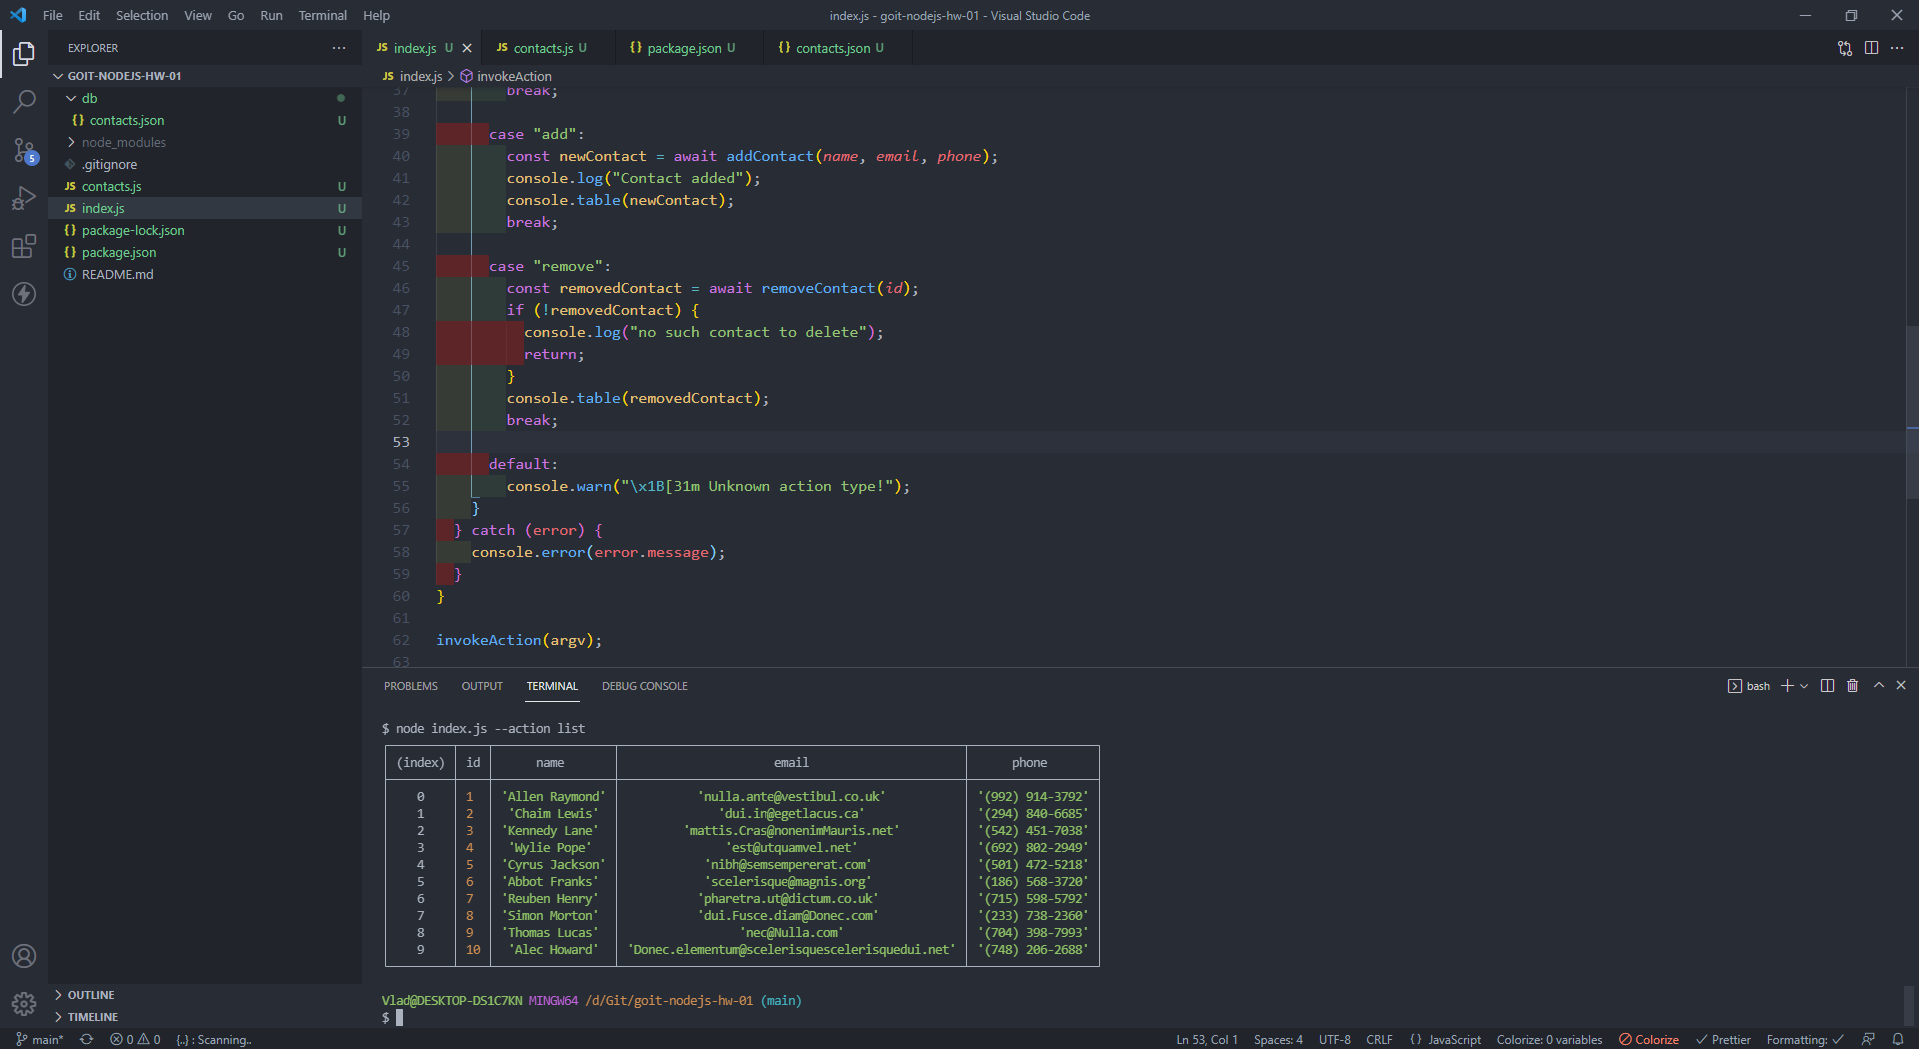 File Edit Selection View Go Run Terminal Help
index.js - goit-nodejs-hw-01 - Visual Studio Code
EXPLORER
GOIT-NODEJS-HW-01
db
{} contacts.json U
node_modules
.gitignore
JS contacts.js U
JS index.js U
{} package-lock.json U
{} package.json U
README.md
OUTLINE
TIMELINE
5
JS index.js U
JS contacts.js U
{} package.json U
{} contacts.json U
JS index.js > invokeAction
37 break;
38
39 case "add":
40 const newContact = await addContact(name, email, phone);
41 console.log("Contact added");
42 console.table(newContact);
43 break;
44
45 case "remove":
46 const removedContact = await removeContact(id);
47 if (!removedContact) {
48 console.log("no such contact to delete");
49 return;
50 }
51 console.table(removedContact);
52 break;
53
54 default:
55 console.warn("\x1B[31m Unknown action type!");
56 }
57 } catch (error) {
58 console.error(error.message);
59 }
60 }
61
62 invokeAction(argv);
63
PROBLEMS OUTPUT TERMINAL DEBUG CONSOLE
bash
$ node index.js --action list
(index) id name email phone
0 1 'Allen Raymond' 'nulla.ante@vestibul.co.uk' '(992) 914-3792'
1 2 'Chaim Lewis' 'dui.in@egetlacus.ca' '(294) 840-6685'
2 3 'Kennedy Lane' 'mattis.Cras@nonenimMauris.net' '(542) 451-7038'
3 4 'Wylie Pope' 'est@utquamvel.net' '(692) 802-2949'
4 5 'Cyrus Jackson' 'nibh@semsempererat.com' '(501) 472-5218'
5 6 'Abbot Franks' 'scelerisque@magnis.org' '(186) 568-3720'
6 7 'Reuben Henry' 'pharetra.ut@dictum.co.uk' '(715) 598-5792'
7 8 'Simon Morton' 'dui.Fusce.diam@Donec.com' '(233) 738-2360'
8 9 'Thomas Lucas' 'nec@Nulla.com' '(704) 398-7993'
9 10 'Alec Howard' 'Donec.elementum@scelerisquescelerisquedui.net' '(748) 206-2688'
Vlad@DESKTOP-DS1C7KN MINGW64 /d/Git/goit-nodejs-hw-01 (main)
$
main* 0 0 {..} : Scanning.. Ln 53, Col 1 Spaces: 4 UTF-8 CRLF {} JavaScript Colorize: 0 variables Colorize Prettier Formatting: